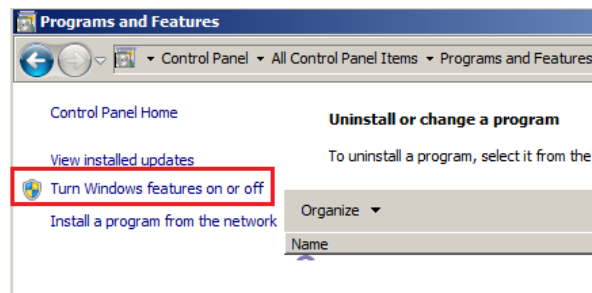 Programs and Features
Control Panel All Control Panel Items Programs and Features
Control Panel Home
Uninstall or change a program
View installed updates
To uninstall a program, select it from the
Turn Windows features on or off
Install a program from the network
Organize
Name